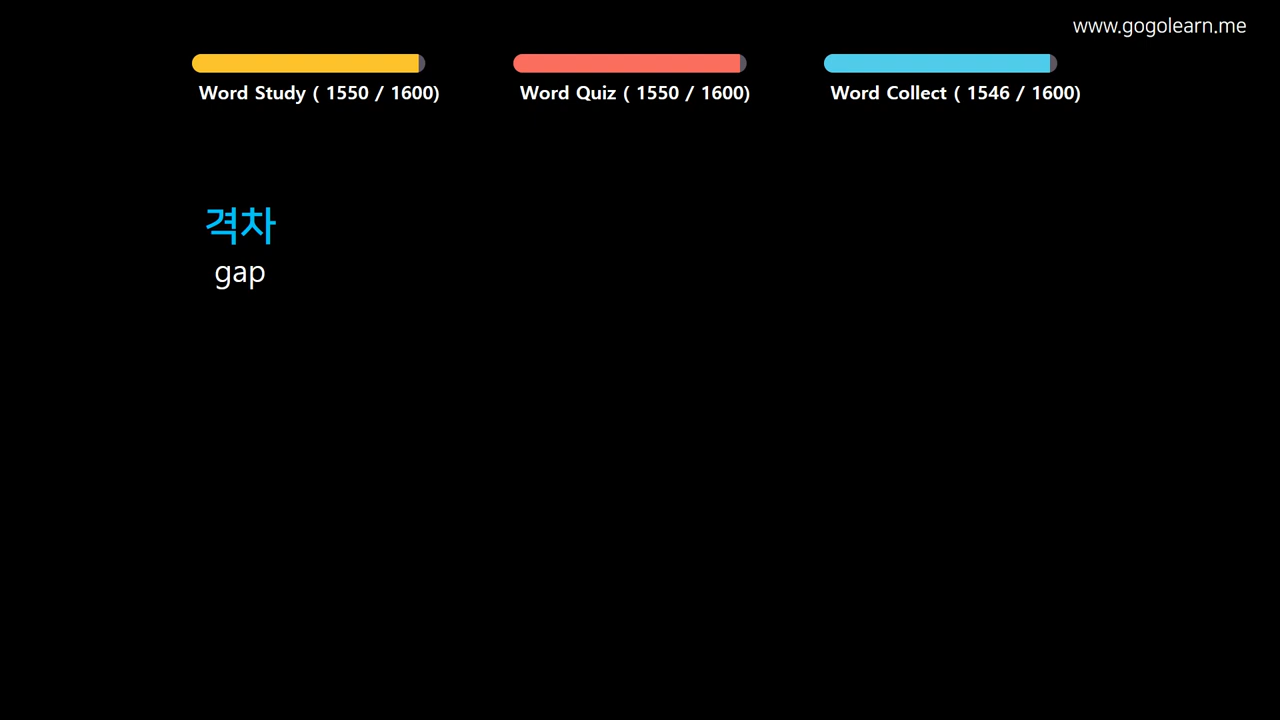 www.gogolearn.me
Word Study ( 1550 / 1600)
Word Quiz ( 1550 / 1600)
Word Collect ( 1546 / 1600)
격차
gap